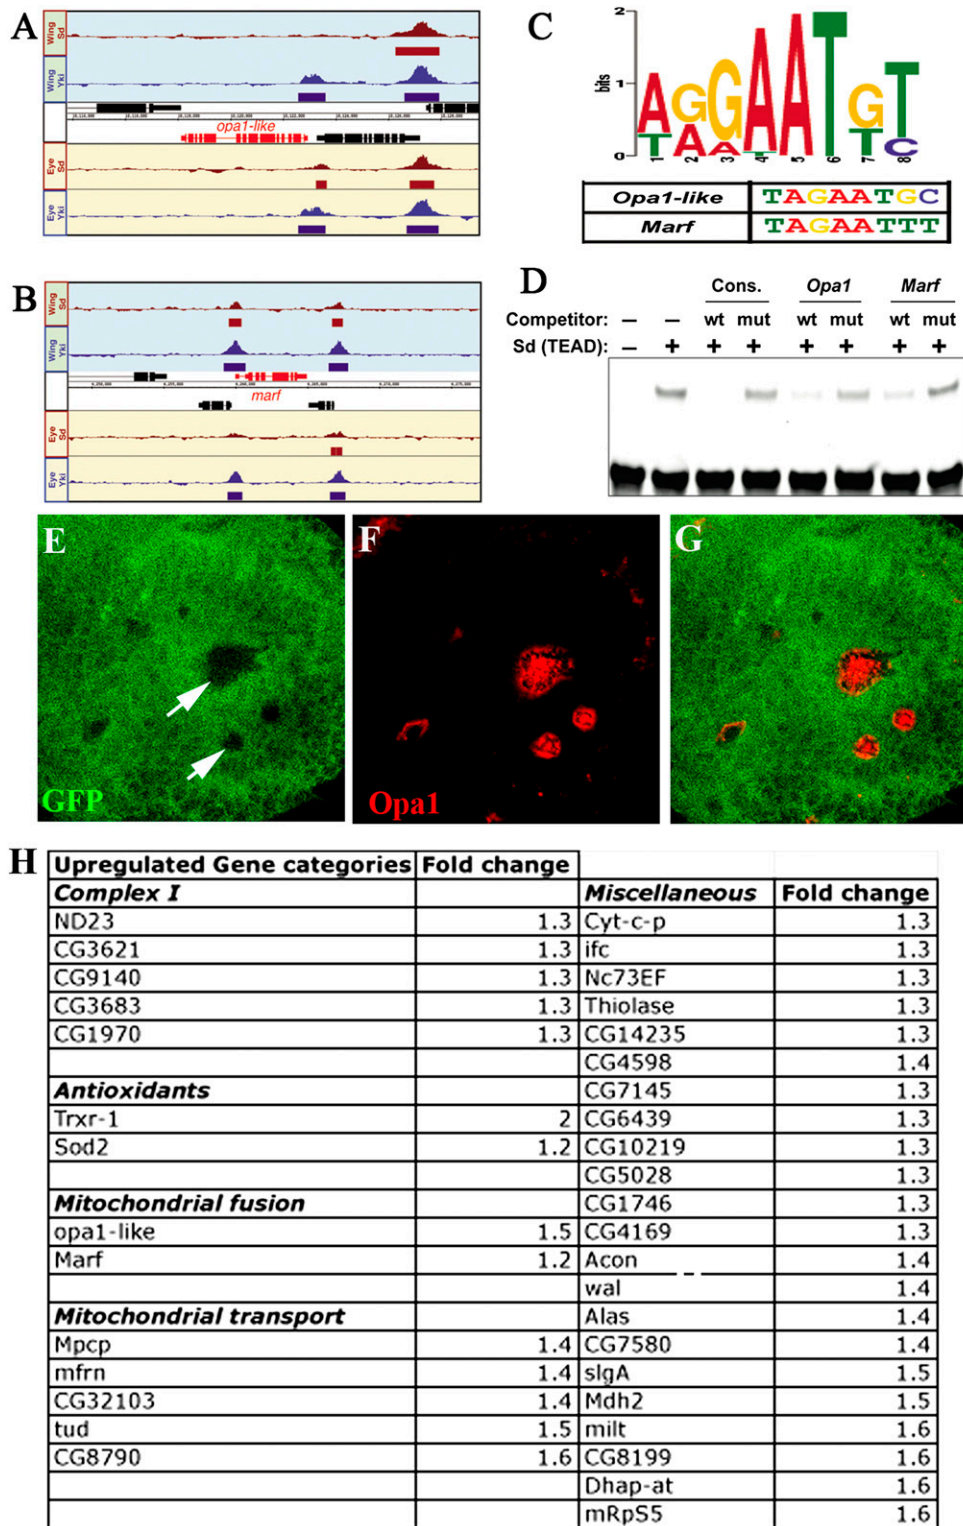 A
Wing Sd
Wing Yki
opa1-like
Eye Sd
Eye Yki
B
Wing Sd
Wing Yki
marf
Eye Sd
Eye Yki
C
bits
2
1
0
1 2 3 4 5 6 7 8
Opa1-like TAGAATGC
Marf TAGAATTT
D
Cons. Opa1 Marf
Competitor: – – wt mut wt mut wt mut
Sd (TEAD): – + + + + + + +
E
GFP
F
Opa1
G
H
Upregulated Gene categories Fold change
Complex I Miscellaneous Fold change
ND23 1.3 Cyt-c-p 1.3
CG3621 1.3 ifc 1.3
CG9140 1.3 Nc73EF 1.3
CG3683 1.3 Thiolase 1.3
CG1970 1.3 CG14235 1.3
CG4598 1.4
Antioxidants CG7145 1.3
Trxr-1 2 CG6439 1.3
Sod2 1.2 CG10219 1.3
CG5028 1.3
Mitochondrial fusion CG1746 1.3
opa1-like 1.5 CG4169 1.3
Marf 1.2 Acon 1.4
wal 1.4
Mitochondrial transport Alas 1.4
Mpcp 1.4 CG7580 1.4
mfrn 1.4 slgA 1.5
CG32103 1.4 Mdh2 1.5
tud 1.5 milt 1.6
CG8790 1.6 CG8199 1.6
Dhap-at 1.6
mRpS5 1.6